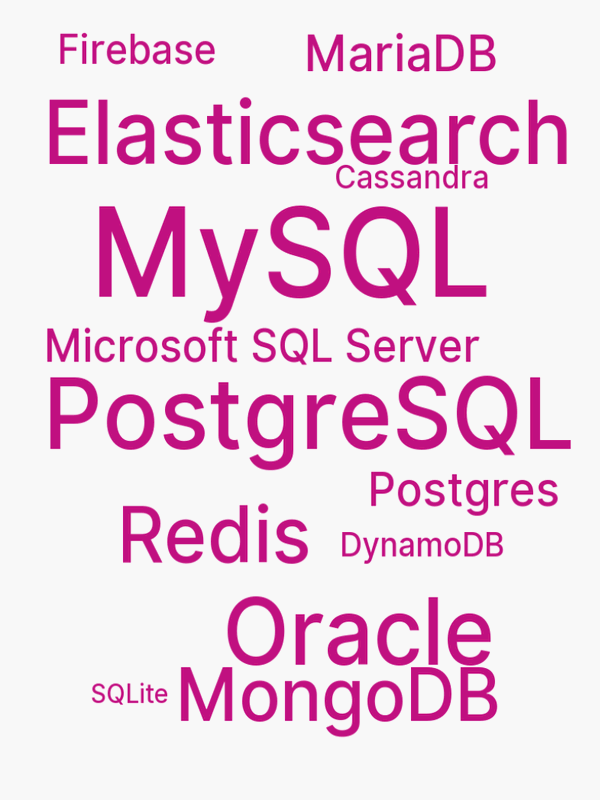 Firebase
MariaDB
Elasticsearch
Cassandra
MySQL
Microsoft SQL Server
PostgreSQL
Postgres
Redis
DynamoDB
Oracle
SQLite
MongoDB